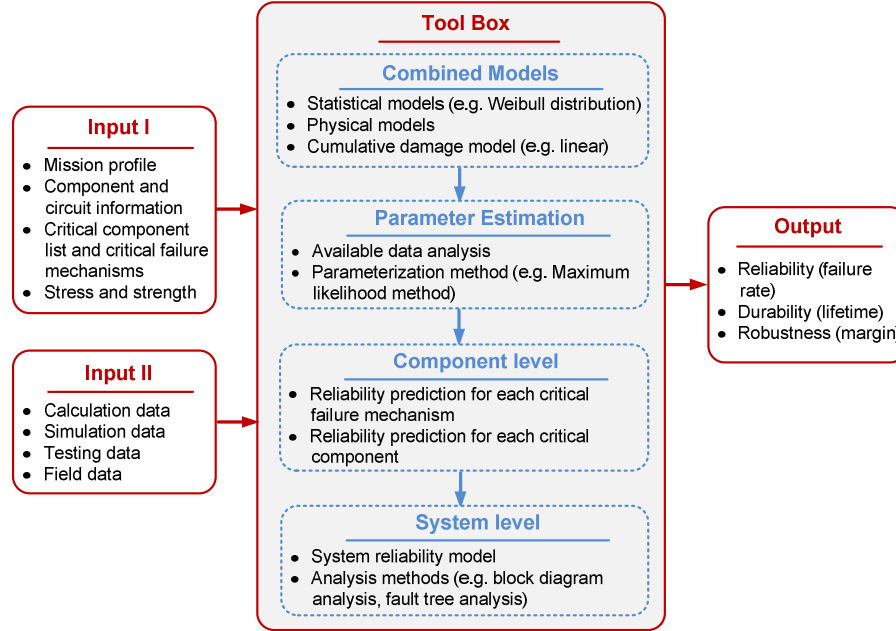 Input I
● Mission profile
● Component and
circuit information
● Critical component
list and critical failure
mechanisms
● Stress and strength
Input II
● Calculation data
● Simulation data
● Testing data
● Field data
Tool Box
Combined Models
● Statistical models (e.g. Weibull distribution)
● Physical models
● Cumulative damage model (e.g. linear)
Parameter Estimation
● Available data analysis
● Parameterization method (e.g. Maximum
likelihood method)
Component level
● Reliability prediction for each critical
failure mechanism
● Reliability prediction for each critical
component
System level
● System reliability model
● Analysis methods (e.g. block diagram
analysis, fault tree analysis)
Output
● Reliability (failure
rate)
● Durability (lifetime)
● Robustness (margin)